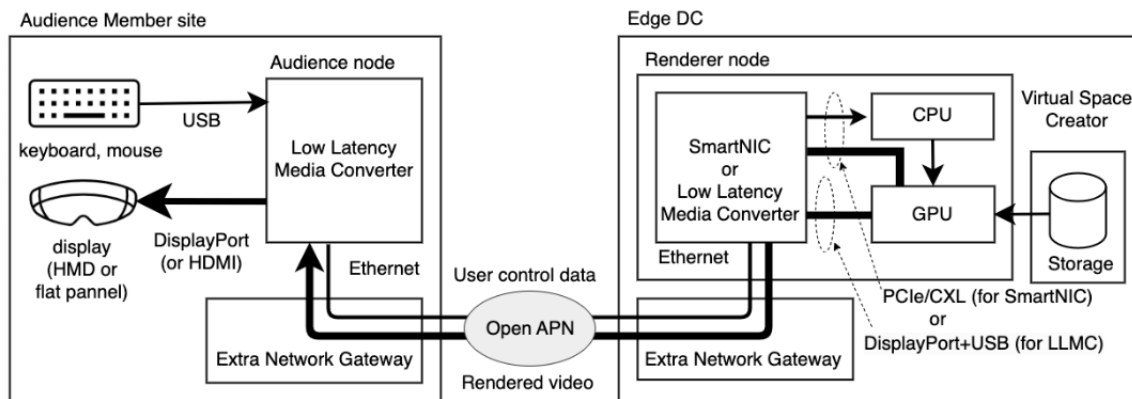 Audience Member site
Edge DC
Audience node
Renderer node
USB
keyboard, mouse
Low Latency
Media Converter
display
(HMD or
flat pannel)
DisplayPort
(or HDMI)
Ethernet
Extra Network Gateway
User control data
Open APN
Rendered video
SmartNIC
or
Low Latency
Media Converter
CPU
GPU
Virtual Space
Creator
Storage
Ethernet
PCIe/CXL (for SmartNIC)
or
DisplayPort+USB (for LLMC)
Extra Network Gateway